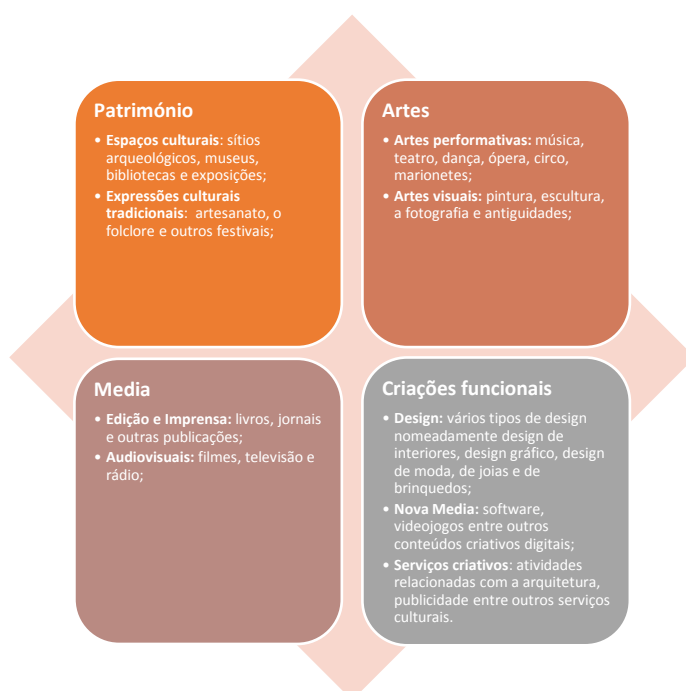 Património
• Espaços culturais: sítios
arqueológicos, museus,
bibliotecas e exposições;
• Expressões culturais
tradicionais: artesanato, o
folclore e outros festivais;
Artes
• Artes performativas: música,
teatro, dança, ópera, circo,
marionetes;
• Artes visuais: pintura, escultura,
a fotografia e antiguidades;
Media
• Edição e Imprensa: livros, jornais
e outras publicações;
• Audiovisuais: filmes, televisão e
rádio;
Criações funcionais
• Design: vários tipos de design
nomeadamente design de
interiores, design gráfico, design
de moda, de joias e de
brinquedos;
• Nova Media: software,
videojogos entre outros
conteúdos criativos digitais;
• Serviços criativos: atividades
relacionadas com a arquitetura,
publicidade entre outros serviços
culturais.